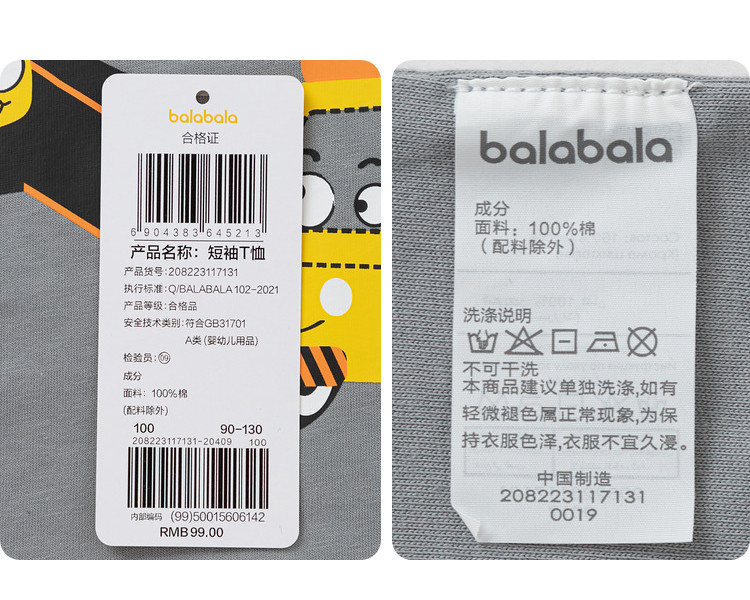 balabala
合格证
6 904383 645213
产品名称：短袖T恤
产品货号：208223117131
执行标准：Q/BALABALA 102-2021
产品等级：合格品
安全技术类别：符合GB31701
A类 (婴幼儿用品)
检验员：09
成分
面料：100%棉
(配料除外)
100 90-130
208223117131-20409 100
内部编码 (99)50015606142
RMB99.00
balabala
成分
面料：100%棉
（配料除外）
洗涤说明
不可干洗
本商品建议单独洗涤,如有
轻微褪色属正常现象,为保
持衣服色泽,衣服不宜久浸。
中国制造
208223117131
0019